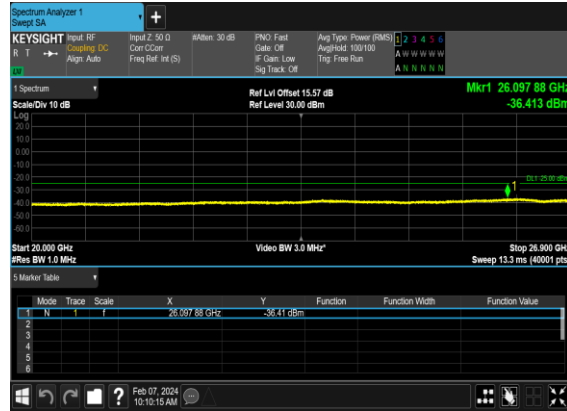 Spectrum Analyzer 1
Swept SA
+
KEYSIGHT Input: RF Input Z: 50 Ω #Atten: 30 dB PNO: Fast Avg Type: Power (RMS) 1 2 3 4 5 6
R T Coupling: DC Corr CCorr Gate: Off Avg|Hold: 100/100 A W W W W W
Align: Auto Freq Ref: Int (S) IF Gain: Low Trig: Free Run
Sig Track: Off A N N N N N
1 Spectrum Ref Lvl Offset 15.57 dB Mkr1 26.097 88 GHz
Scale/Div 10 dB Ref Level 30.00 dBm -36.413 dBm
Log
20.0
10.0
0.00
-10.0
-20.0
DL1 -25.00 dBm
-30.0
1
-40.0
-50.0
-60.0
Start 20.000 GHz Video BW 3.0 MHz* Stop 26.900 GHz
#Res BW 1.0 MHz Sweep 13.3 ms (40001 pts)
5 Marker Table
Mode Trace Scale X Y Function Function Width Function Value
1 N 1 f 26.097 88 GHz -36.41 dBm
2
3
4
5
6
? Feb 07, 2024
10:10:15 AM